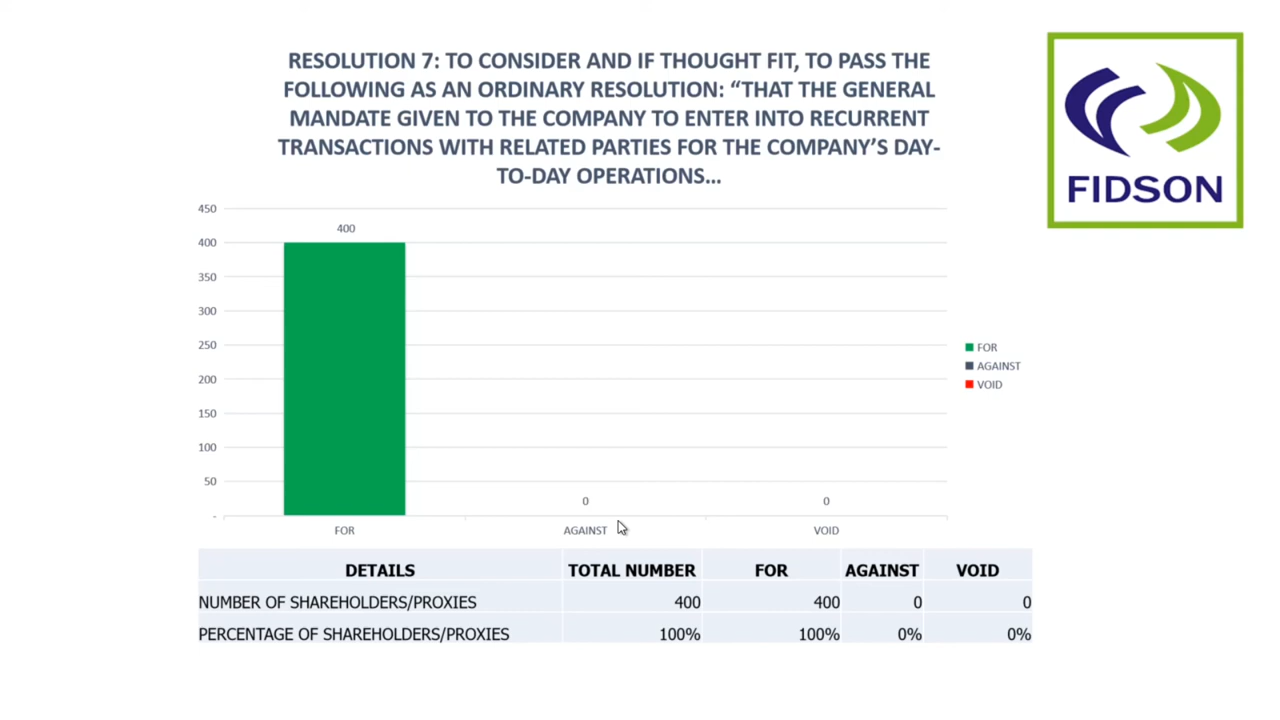 RESOLUTION 7: TO CONSIDER AND IF THOUGHT FIT, TO PASS THE
FOLLOWING AS AN ORDINARY RESOLUTION: “THAT THE GENERAL
MANDATE GIVEN TO THE COMPANY TO ENTER INTO RECURRENT
TRANSACTIONS WITH RELATED PARTIES FOR THE COMPANY’S DAY-
TO-DAY OPERATIONS...
FIDSON
450
400
350
300
250
200
150
100
50
-
400
0
0
FOR
AGAINST
VOID
FOR
AGAINST
VOID
DETAILS TOTAL NUMBER FOR AGAINST VOID
NUMBER OF SHAREHOLDERS/PROXIES 400 400 0 0
PERCENTAGE OF SHAREHOLDERS/PROXIES 100% 100% 0% 0%